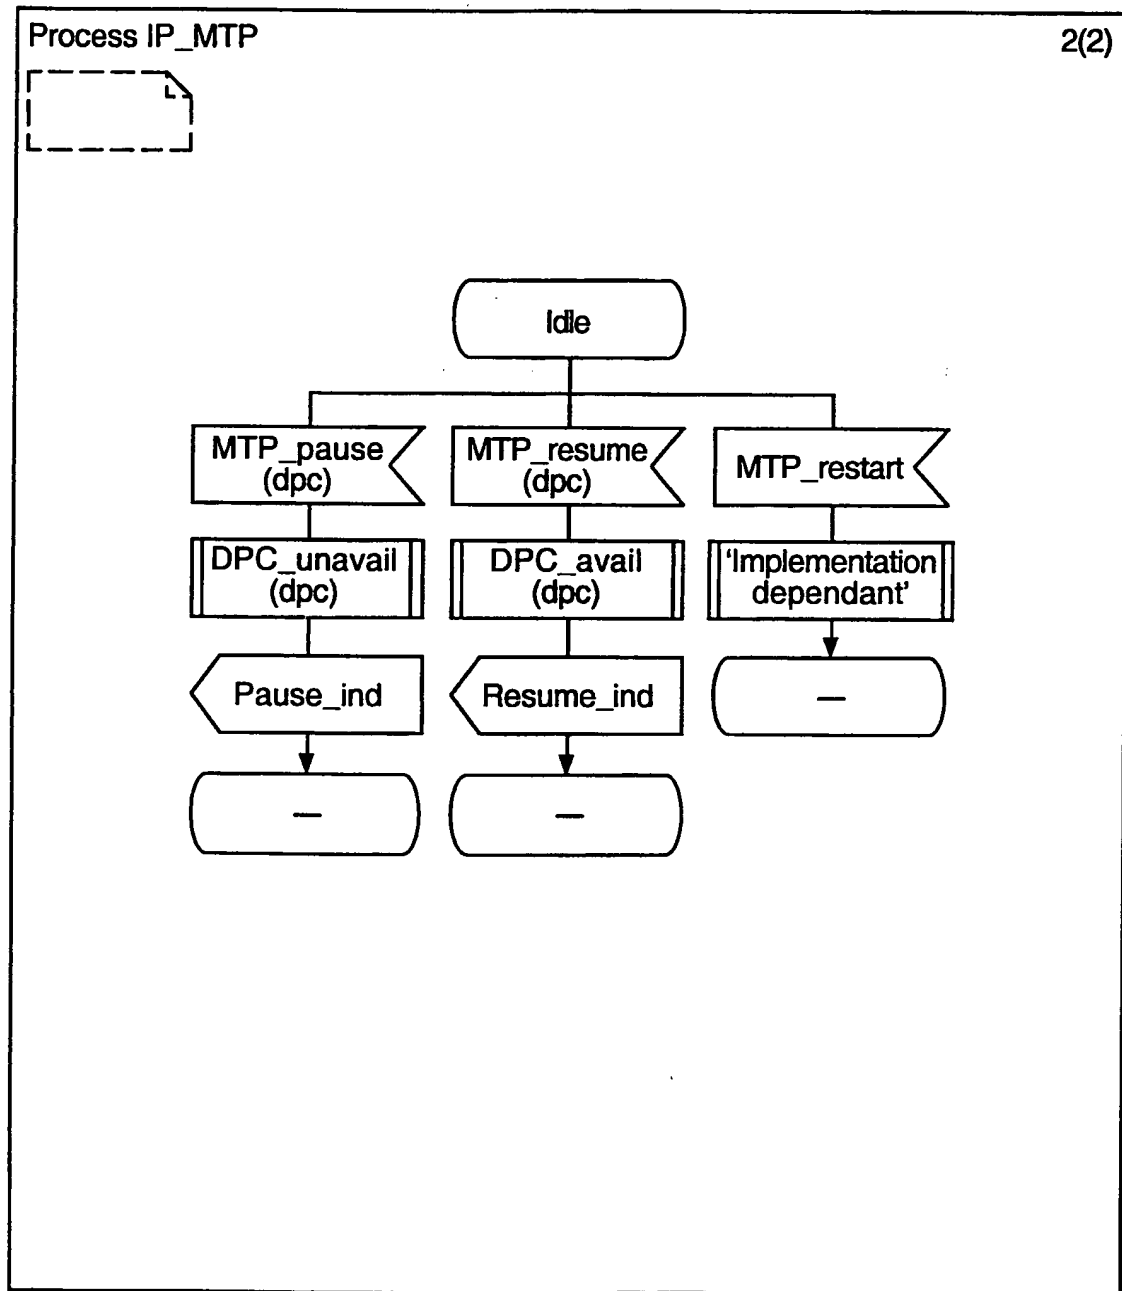 Process IP_MTP
2(2)
Idle
MTP_pause
(dpc)
MTP_resume
(dpc)
MTP_restart
DPC_unavail
(dpc)
DPC_avail
(dpc)
‘Implementation
dependant’
Pause_ind
Resume_ind
—
—
—